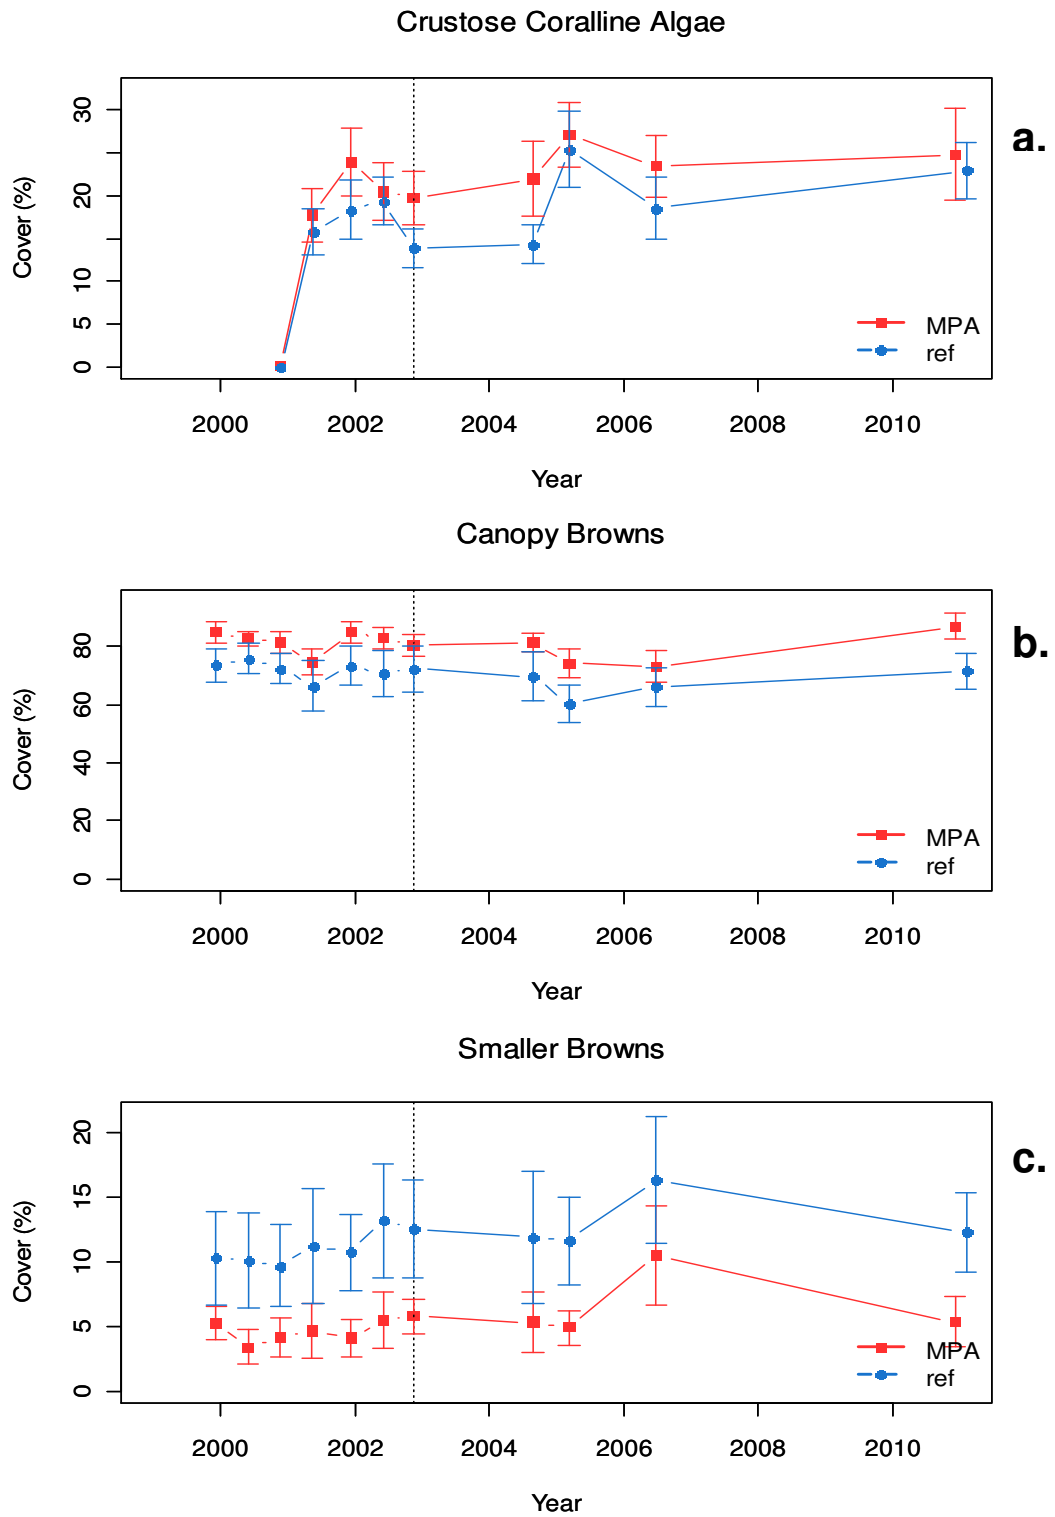 Crustose Coralline Algae
a.
Cover (%)
30
20
10
5
0
MPA
ref
2000 2002 2004 2006 2008 2010
Year
Canopy Browns
b.
Cover (%)
80
60
40
20
0
MPA
ref
2000 2002 2004 2006 2008 2010
Year
Smaller Browns
c.
Cover (%)
20
15
10
5
0
MPA
ref
2000 2002 2004 2006 2008 2010
Year